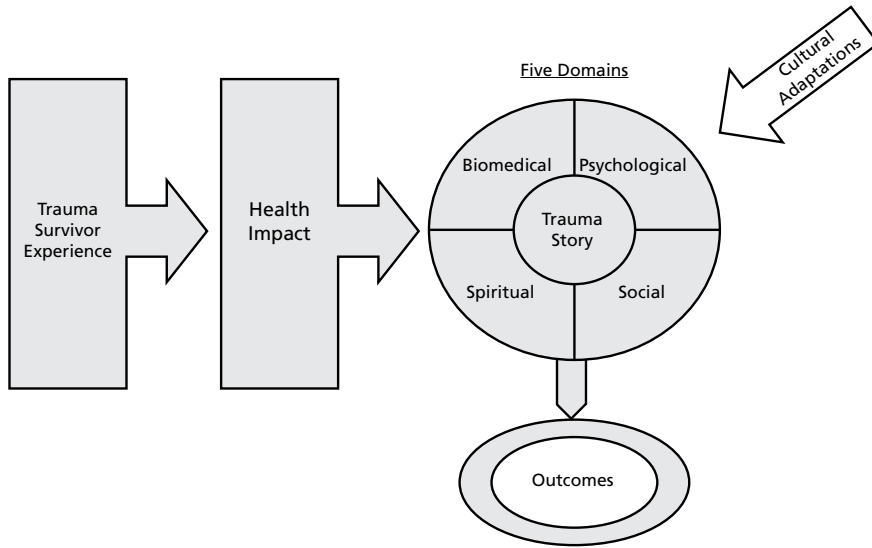 Trauma
Survivor
Experience
Health
Impact
Five Domains
Biomedical
Psychological
Trauma
Story
Spiritual
Social
Cultural
Adaptations
Outcomes